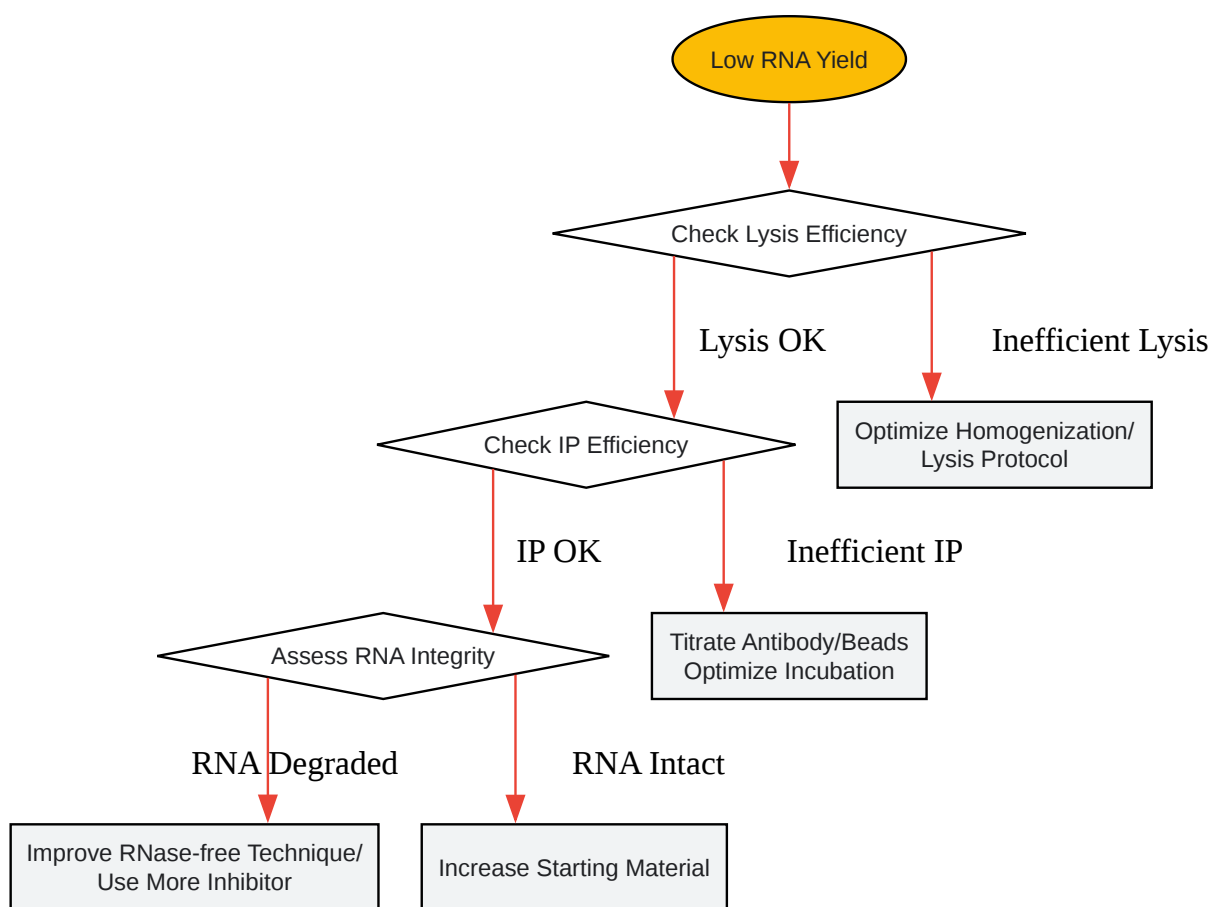 Low RNA Yield
Check Lysis Efficiency
Lysis OK
Inefficient Lysis
Optimize Homogenization/
Lysis Protocol
Check IP Efficiency
IP OK
Inefficient IP
Titrate Antibody/Beads
Optimize Incubation
Assess RNA Integrity
RNA Degraded
RNA Intact
Improve RNase-free Technique/
Use More Inhibitor
Increase Starting Material